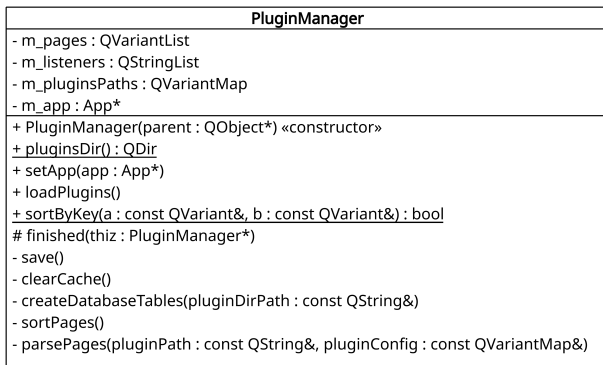 PluginManager
- m_pages : QVariantList
- m_listeners : QStringList
- m_pluginsPaths : QVariantMap
- m_app : App*
+ PluginManager(parent : QObject*) «constructor»
+ pluginsDir() : QDir
+ setApp(app : App*)
+ loadPlugins()
+ sortByKey(a : const QVariant&, b : const QVariant&) : bool
# finished(thiz : PluginManager*)
- save()
- clearCache()
- createDatabaseTables(pluginDirPath : const QString&)
- sortPages()
- parsePages(pluginPath : const QString&, pluginConfig : const QVariantMap&)